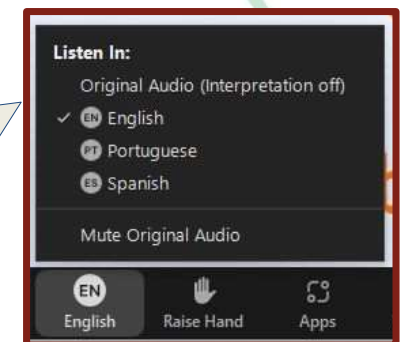 Listen In:
Original Audio (Interpretation off)
EN English
PT Portuguese
ES Spanish
Mute Original Audio
EN
English Raise Hand Apps